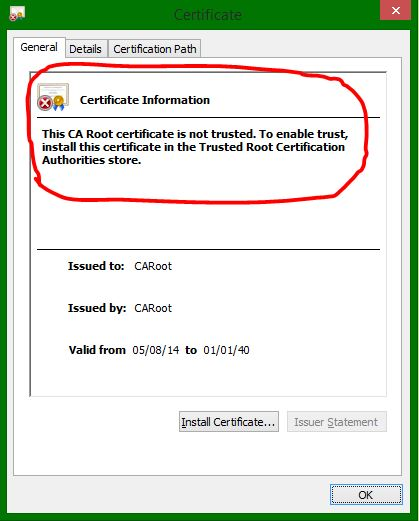 Certificate
General
Details
Certification Path
Certificate Information
This CA Root certificate is not trusted. To enable trust,
install this certificate in the Trusted Root Certification
Authorities store.
Issued to: CARoot
Issued by: CARoot
Valid from 05/08/14 to 01/01/40
Install Certificate...
Issuer Statement
OK